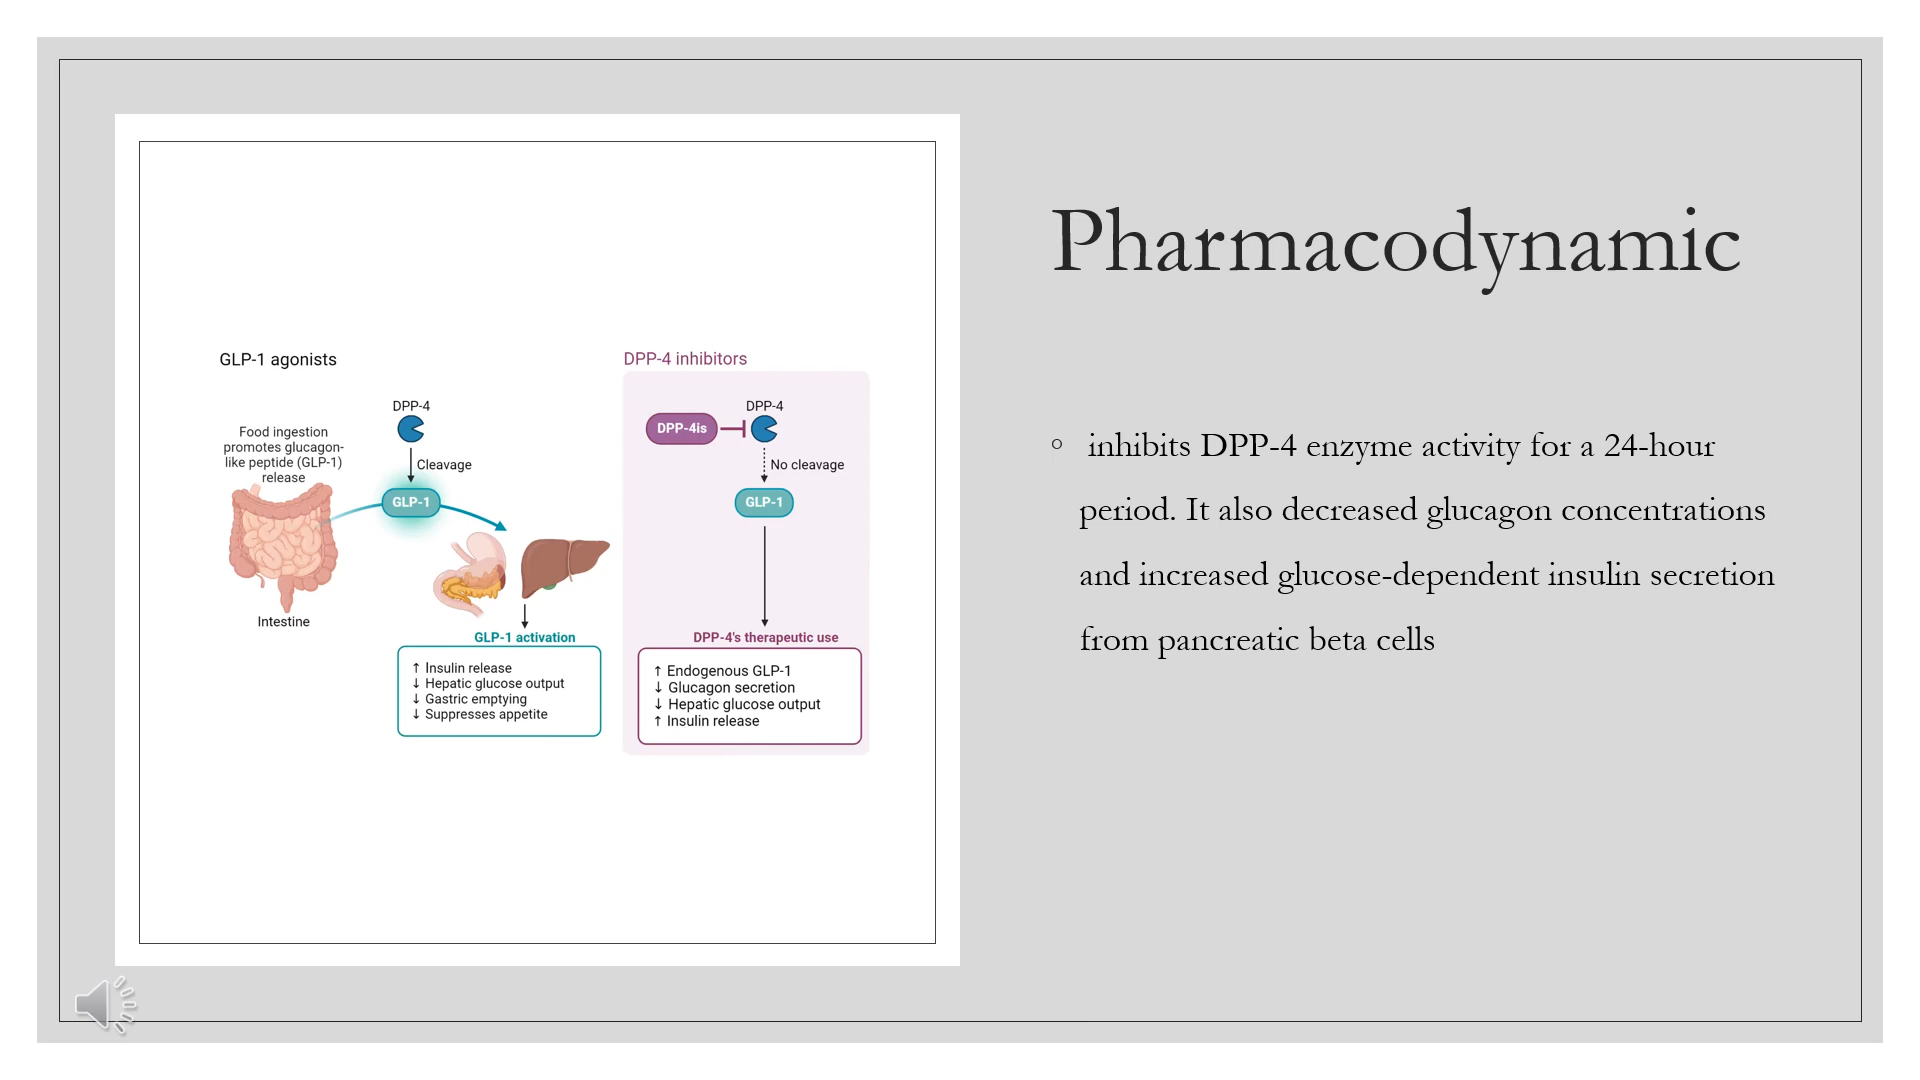 GLP-1 agonists
DPP-4
Food ingestion
promotes glucagon-
like peptide (GLP-1)
release
Cleavage
GLP-1
Intestine
GLP-1 activation
↑ Insulin release
↓ Hepatic glucose output
↓ Gastric emptying
↓ Suppresses appetite
DPP-4 inhibitors
DPP-4
DPP-4is
No cleavage
GLP-1
DPP-4's therapeutic use
↑ Endogenous GLP-1
↓ Glucagon secretion
↓ Hepatic glucose output
↑ Insulin release
Pharmacodynamic
◦ inhibits DPP-4 enzyme activity for a 24-hour
period. It also decreased glucagon concentrations
and increased glucose-dependent insulin secretion
from pancreatic beta cells